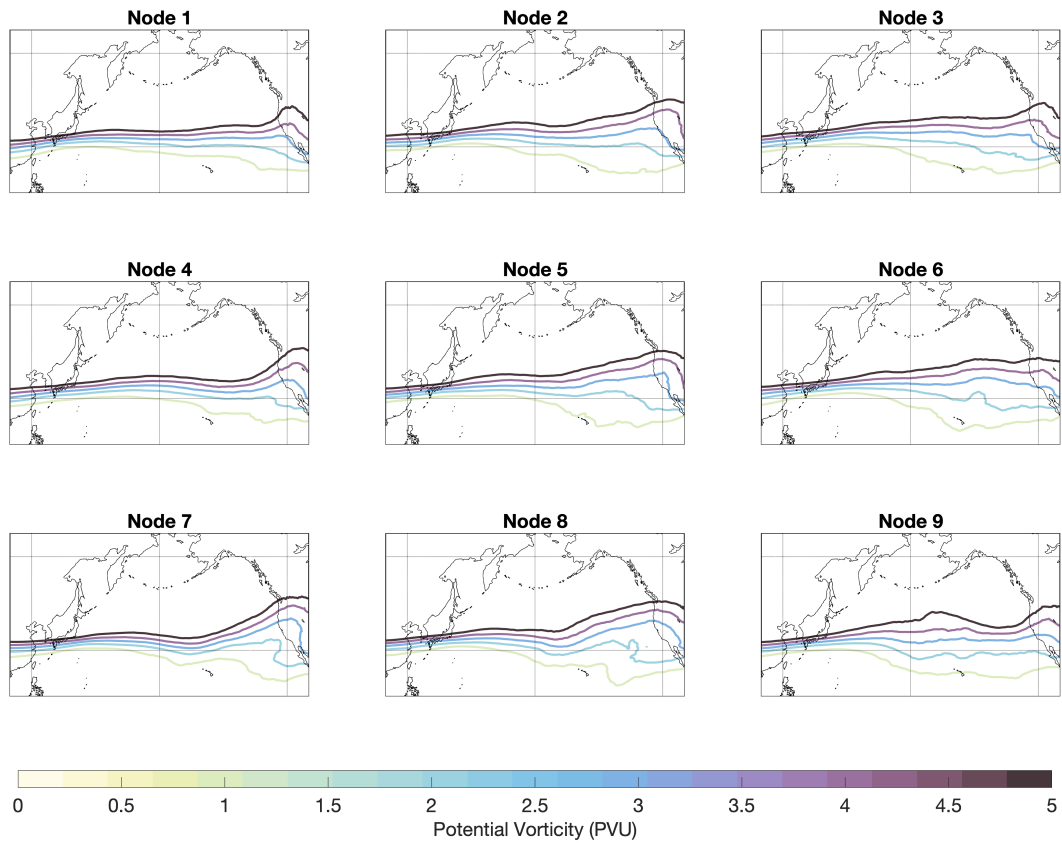 Node 1 Node 2 Node 3
Node 4 Node 5 Node 6
Node 7 Node 8 Node 9
0 0.5 1 1.5 2 2.5 3 3.5 4 4.5 5
Potential Vorticity (PVU)